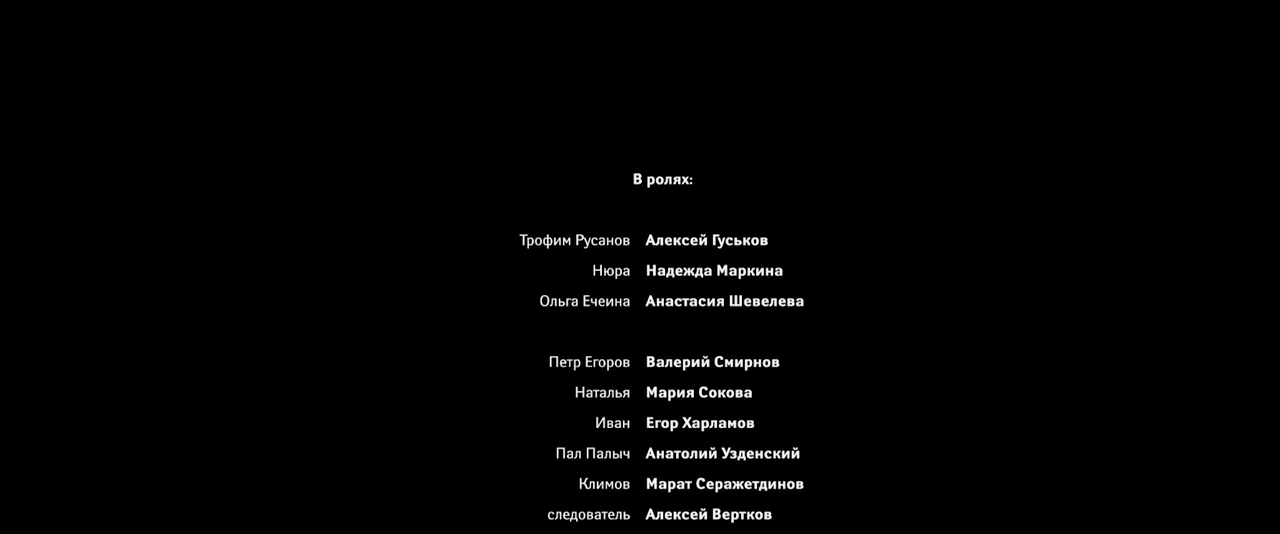 В ролях:
Трофим Русанов Алексей Гуськов
Нюра Надежда Маркина
Ольга Ечеина Анастасия Шевелева
Петр Егоров Валерий Смирнов
Наталья Мария Сокова
Иван Егор Харламов
Пал Палыч Анатолий Узденский
Климов Марат Серажетдинов
следователь Алексей Вертков